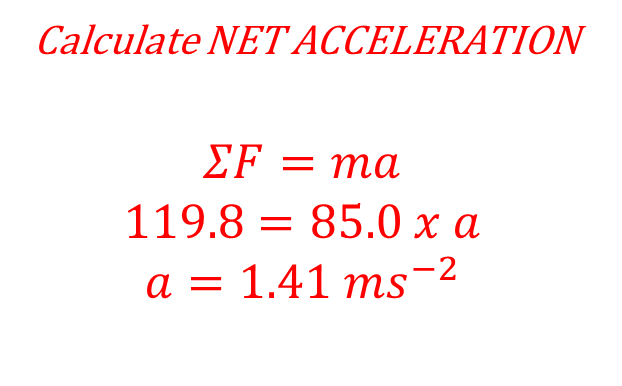 Calculate NET ACCELERATION
ΣF = ma
119.8 = 85.0 x a
a = 1.41 ms⁻²